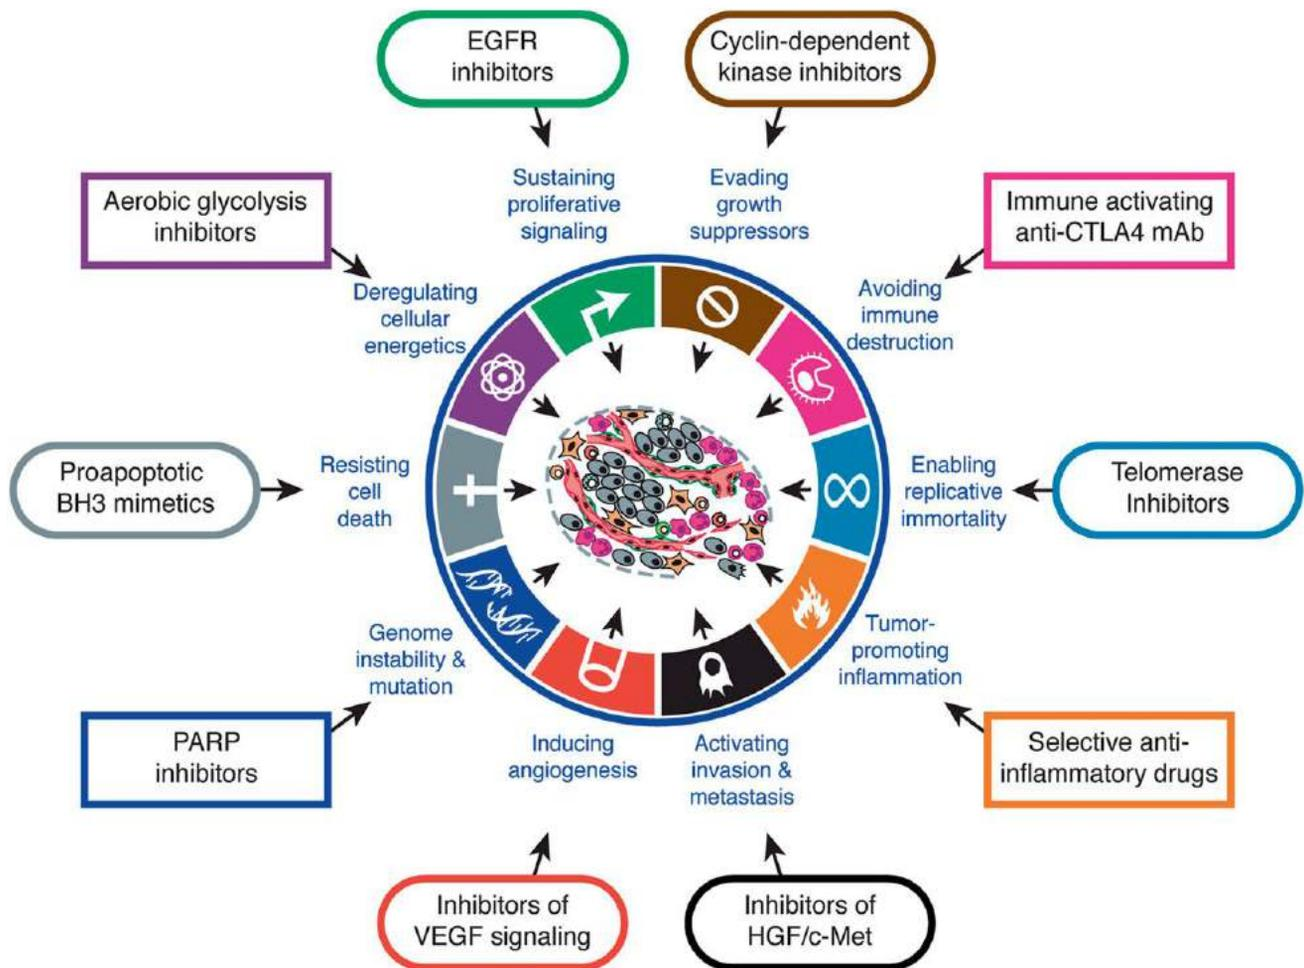 EGFR
inhibitors
Cyclin-dependent
kinase inhibitors
Aerobic glycolysis
inhibitors
Sustaining
proliferative
signaling
Evading
growth
suppressors
Immune activating
anti-CTLA4 mAb
Deregulating
cellular
energetics
Avoiding
immune
destruction
Proapoptotic
BH3 mimetics
Resisting
cell
death
Enabling
replicative
immortality
Telomerase
Inhibitors
Genome
instability &
mutation
Tumor-
promoting
inflammation
PARP
inhibitors
Inducing
angiogenesis
Activating
invasion &
metastasis
Selective anti-
inflammatory drugs
Inhibitors of
VEGF signaling
Inhibitors of
HGF/c-Met